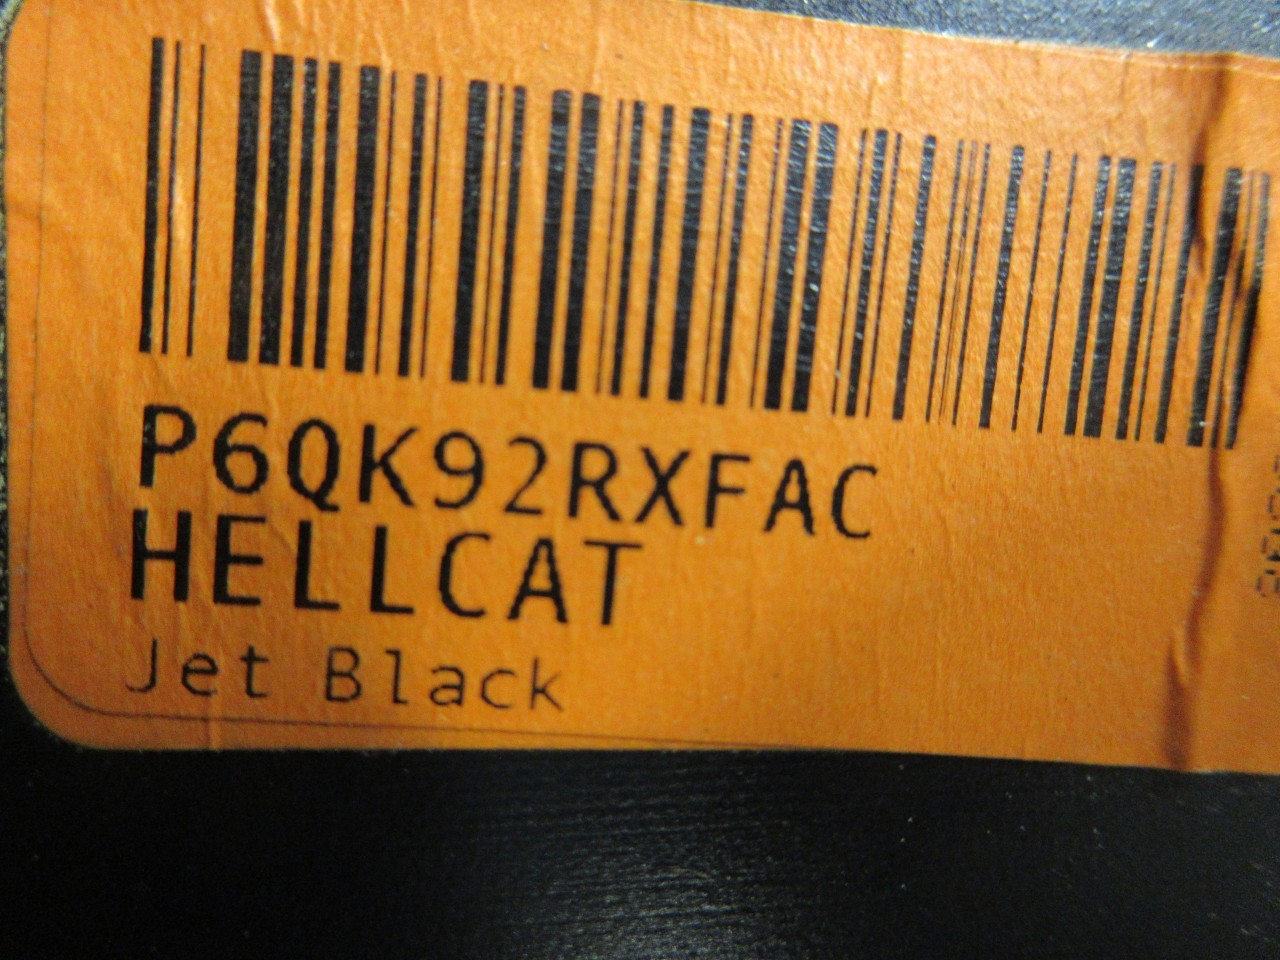 P6QK92RXFAC
HELLCAT
Jet Black